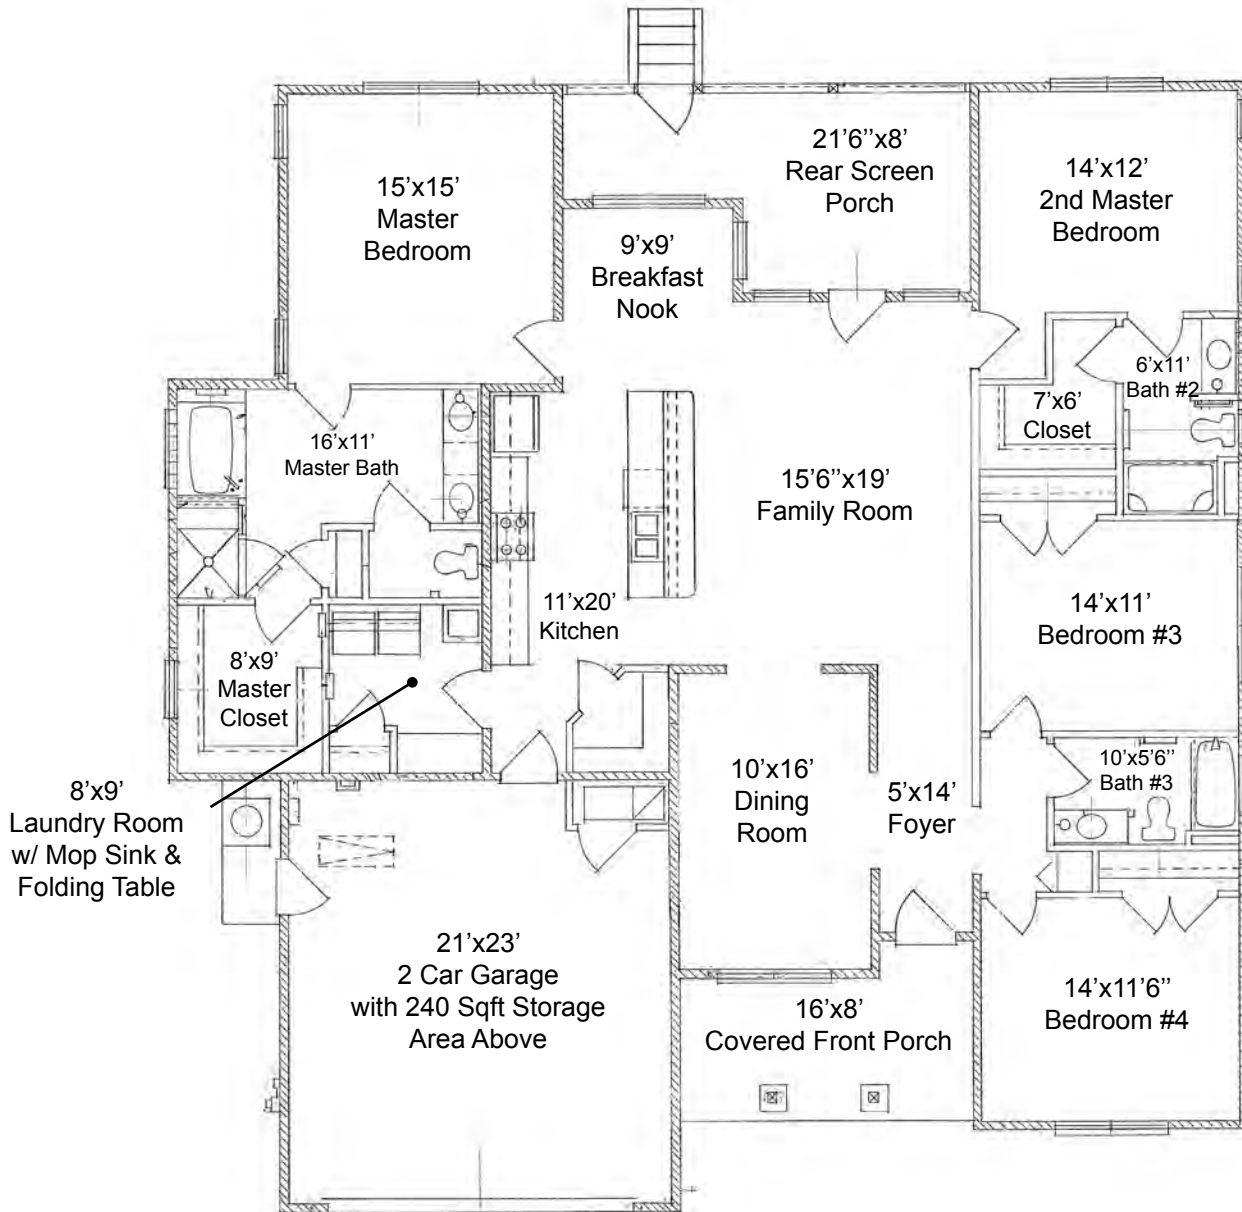 21’6’’x8’
Rear Screen
Porch
15’x15’
Master
Bedroom
14’x12’
2nd Master
Bedroom
9’x9’
Breakfast
Nook
6’x11’
Bath #2
7’x6’
Closet
16’x11’
Master Bath
15’6’’x19’
Family Room
11’x20’
Kitchen
14’x11’
Bedroom #3
8’x9’
Master
Closet
8’x9’
Laundry Room
w/ Mop Sink &
Folding Table
10’x16’
Dining
Room
5’x14’
Foyer
10’x5’6’’
Bath #3
21’x23’
2 Car Garage
with 240 Sqft Storage
Area Above
16’x8’
Covered Front Porch
14’x11’6’’
Bedroom #4